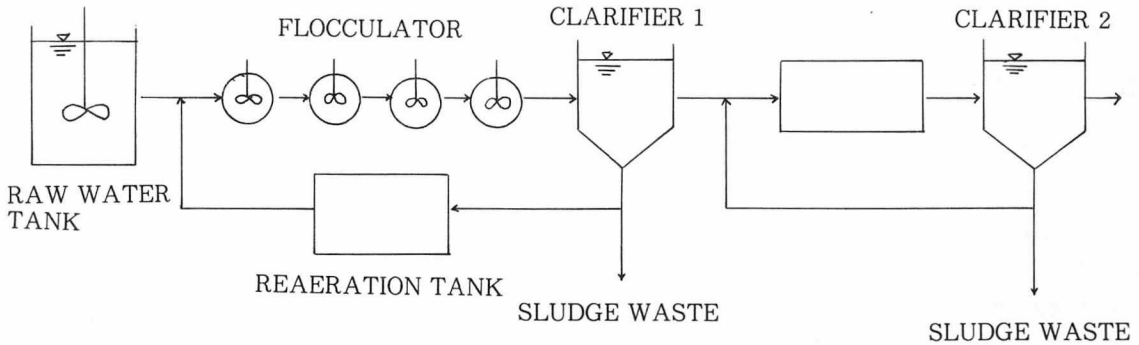 FLOCCULATOR
CLARIFIER 1
CLARIFIER 2
RAW WATER
TANK
REAERATION TANK
SLUDGE WASTE
SLUDGE WASTE